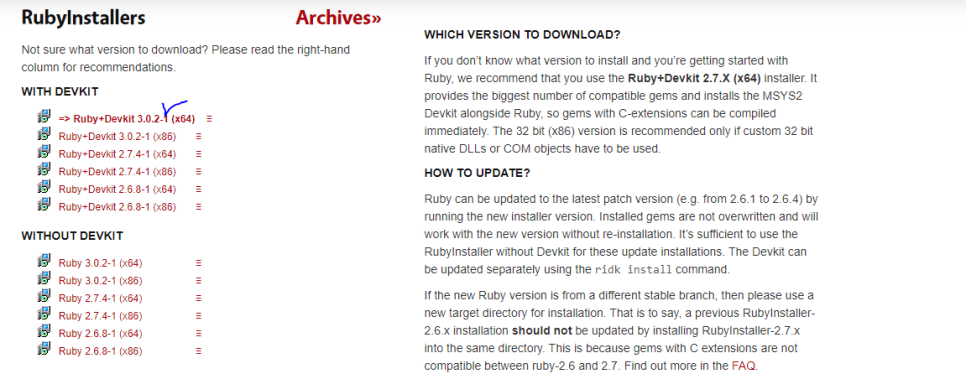 RubyInstallers
Archives»
Not sure what version to download? Please read the right-hand
column for recommendations.
WITH DEVKIT
=> Ruby+Devkit 3.0.2-1 (x64)
Ruby+Devkit 3.0.2-1 (x86)
Ruby+Devkit 2.7.4-1 (x64)
Ruby+Devkit 2.7.4-1 (x86)
Ruby+Devkit 2.6.8-1 (x64)
Ruby+Devkit 2.6.8-1 (x86)
WITHOUT DEVKIT
Ruby 3.0.2-1 (x64)
Ruby 3.0.2-1 (x86)
Ruby 2.7.4-1 (x64)
Ruby 2.7.4-1 (x86)
Ruby 2.6.8-1 (x64)
Ruby 2.6.8-1 (x86)
WHICH VERSION TO DOWNLOAD?
If you don't know what version to install and you're getting started with
Ruby, we recommend that you use the Ruby+Devkit 2.7.X (x64) installer. It
provides the biggest number of compatible gems and installs the MSYS2
Devkit alongside Ruby, so gems with C-extensions can be compiled
immediately. The 32 bit (x86) version is recommended only if custom 32 bit
native DLLs or COM objects have to be used.
HOW TO UPDATE?
Ruby can be updated to the latest patch version (e.g. from 2.6.1 to 2.6.4) by
running the new installer version. Installed gems are not overwritten and will
work with the new version without re-installation. It's sufficient to use the
RubyInstaller without Devkit for these update installations. The Devkit can
be updated separately using the ridk install command.
If the new Ruby version is from a different stable branch, then please use a
new target directory for installation. That is to say, a previous RubyInstaller-
2.6.x installation should not be updated by installing RubyInstaller-2.7.x
into the same directory. This is because gems with C extensions are not
compatible between ruby-2.6 and 2.7. Find out more in the FAQ.